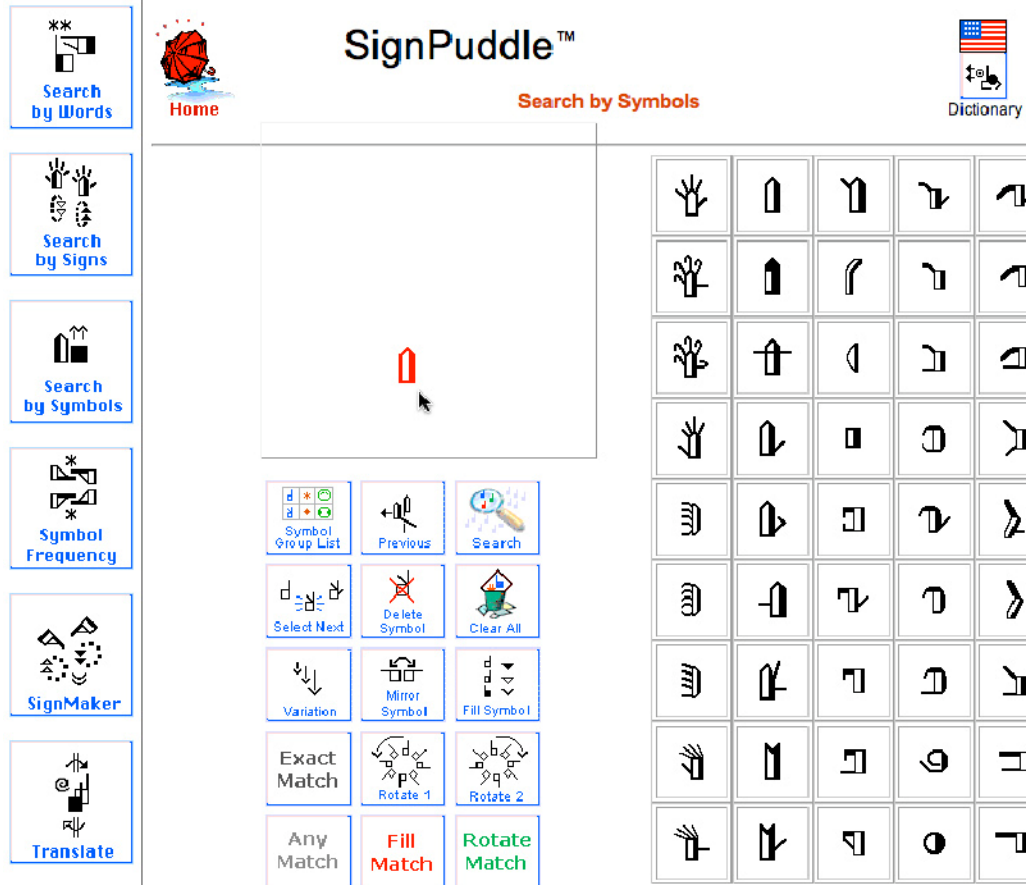 SignPuddle™
Search by Symbols
Home
Dictionary
Search
by Words
Search
by Signs
Search
by Symbols
Symbol
Frequency
SignMaker
Translate
Symbol
Group List
Previous
Search
Select Next
Delete
Symbol
Clear All
Variation
Mirror
Symbol
Fill Symbol
Exact
Match
Rotate 1
Rotate 2
Any
Match
Fill
Match
Rotate
Match